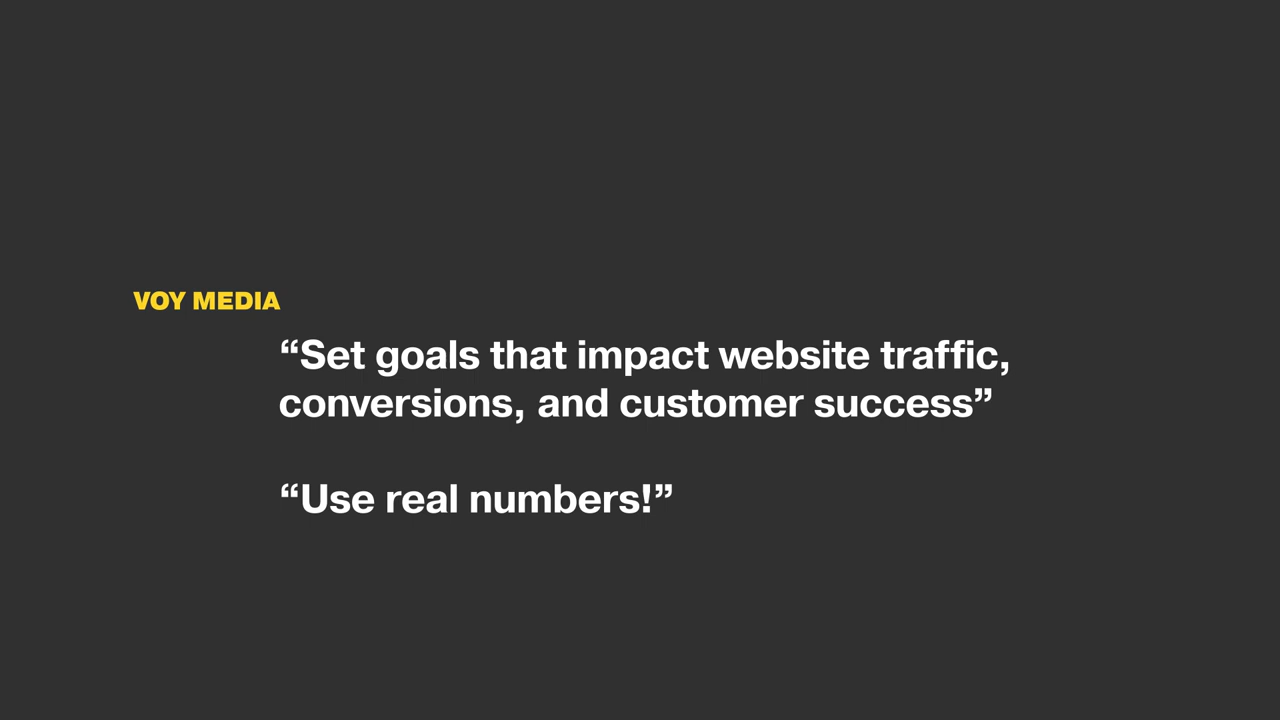 VOY MEDIA
“Set goals that impact website traffic,
conversions, and customer success”
“Use real numbers!”